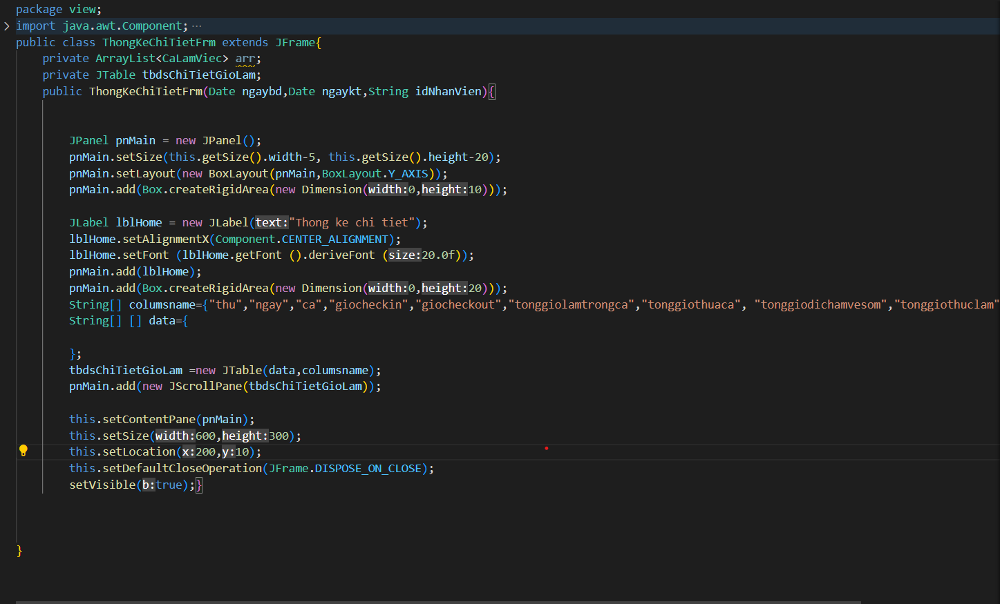 package view;
import java.awt.Component; ...
public class ThongKeChiTietFrm extends JFrame{
private ArrayList<CaLamViec> arr;
private JTable tbdsChiTietGioLam;
public ThongKeChiTietFrm(Date ngaybd,Date ngaykt,String idNhanVien){
JPanel pnMain = new JPanel();
pnMain.setSize(this.getSize().width-5, this.getSize().height-20);
pnMain.setLayout(new BoxLayout(pnMain,BoxLayout.Y_AXIS));
pnMain.add(Box.createRigidArea(new Dimension(width:0,height:10)));
JLabel lblHome = new JLabel(text:"Thong ke chi tiet");
lblHome.setAlignmentX(Component.CENTER_ALIGNMENT);
lblHome.setFont (lblHome.getFont ().deriveFont (size:20.0f));
pnMain.add(lblHome);
pnMain.add(Box.createRigidArea(new Dimension(width:0,height:20)));
String[] columsname={"thu","ngay","ca","giocheckin","giocheckout","tonggiolamtrongca","tonggiothuaca", "tonggiodichamvesom","tonggiothuclam"
String[] [] data={
};
tbdsChiTietGioLam =new JTable(data,columsname);
pnMain.add(new JScrollPane(tbdsChiTietGioLam));
this.setContentPane(pnMain);
this.setSize(width:600,height:300);
this.setLocation(x:200,y:10);
this.setDefaultCloseOperation(JFrame.DISPOSE_ON_CLOSE);
setVisible(b:true);}
}